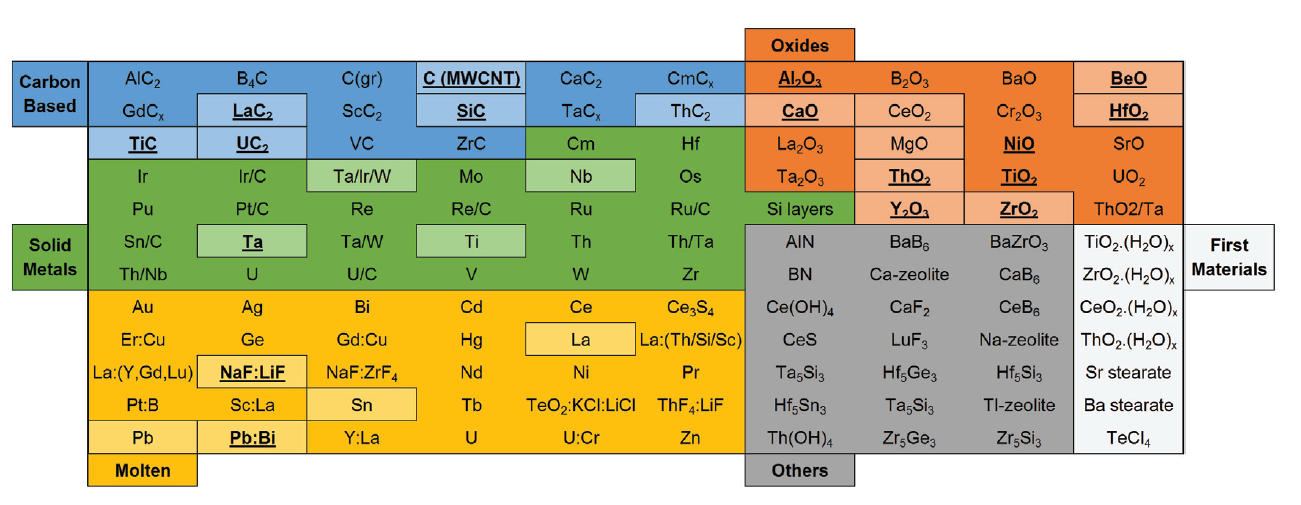 Oxides
Carbon Based AlC₂ B₄C C(gr) C (MWCNT) CaC₂ CmCₓ Al₂O₃ B₂O₃ BaO BeO
GdCₓ LaC₂ ScC₂ SiC TaCₓ ThC₂ CaO CeO₂ Cr₂O₃ HfO₂
TiC UC₂ VC ZrC Cm Hf La₂O₃ MgO NiO SrO
Ir Ir/C Ta/Ir/W Mo Nb Os Ta₂O₃ ThO₂ TiO₂ UO₂
Pu Pt/C Re Re/C Ru Ru/C Si layers Y₂O₃ ZrO₂ ThO2/Ta
Solid Metals Sn/C Ta Ta/W Ti Th Th/Ta AlN BaB₆ BaZrO₃ TiO₂.(H₂O)ₓ First Materials
Th/Nb U U/C V W Zr BN Ca-zeolite CaB₆ ZrO₂.(H₂O)ₓ
Au Ag Bi Cd Ce Ce₃S₄ Ce(OH)₄ CaF₂ CeB₆ CeO₂.(H₂O)ₓ
Er:Cu Ge Gd:Cu Hg La La:(Th/Si/Sc) CeS LuF₃ Na-zeolite ThO₂.(H₂O)ₓ
La:(Y,Gd,Lu) NaF:LiF NaF:ZrF₄ Nd Ni Pr Ta₅Si₃ Hf₅Ge₃ Hf₅Si₃ Sr stearate
Pt:B Sc:La Sn Tb TeO₂:KCl:LiCl ThF₄:LiF Hf₅Sn₃ Ta₅Si₃ Tl-zeolite Ba stearate
Pb Pb:Bi Y:La U U:Cr Zn Th(OH)₄ Zr₅Ge₃ Zr₅Si₃ TeCl₄
Molten Others